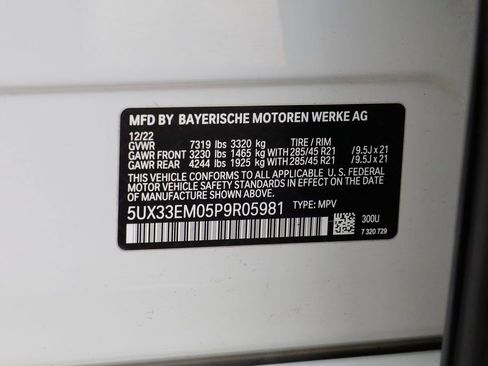 MFD BY BAYERISCHE MOTOREN WERKE AG
12/22
GVWR 7319 lbs 3320 kg TIRE / RIM
GAWR FRONT 3230 lbs 1465 kg WITH 285/45 R21 /9.5J x 21
GAWR REAR 4244 lbs 1925 kg WITH 285/45 R21 /9.5J x 21
THIS VEHICLE CONFORMS TO ALL APPLICABLE U. S. FEDERAL
MOTOR VEHICLE SAFETY STANDARDS IN EFFECT ON THE
DATE OF MANUFACTURE SHOWN ABOVE.
5UX33EM05P9R05981 TYPE: MPV
300U
7 320 729